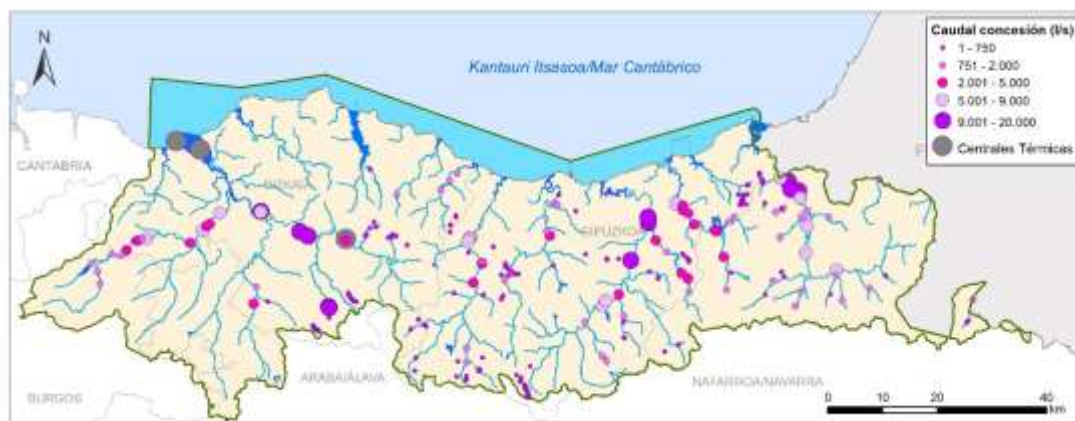 N
Kantauri Itsasoa/Mar Cantábrico
Caudal concesión (l/s)
1 - 750
751 - 2.000
2.001 - 5.000
5.001 - 9.000
9.001 - 20.000
Centrales Térmicas
CANTABRIA
BIZKAIA
GIPUZKO
ARABA/ÁLAVA
NAFARROA/NAVARRA
BURGOS
0 10 20 40
km